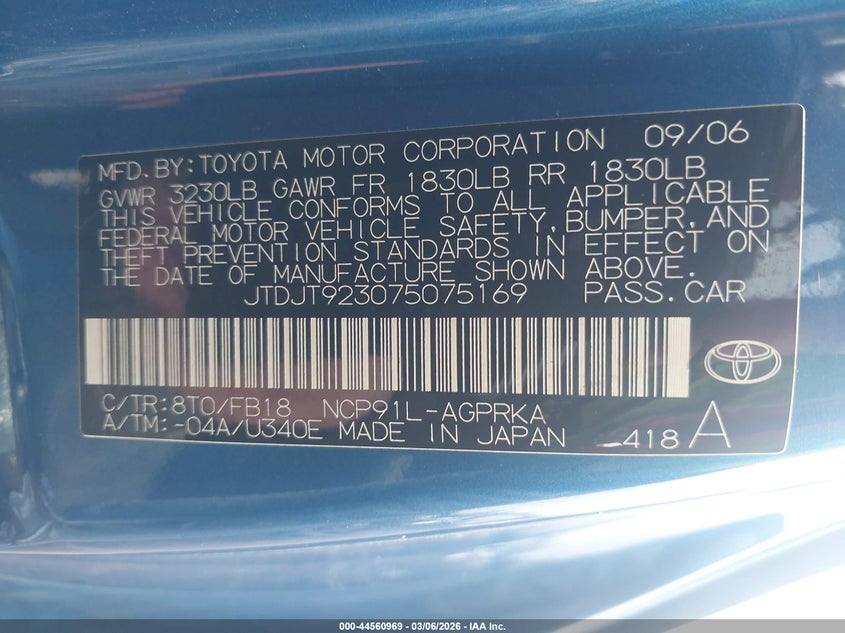 MFD.BY:TOYOTA MOTOR CORPORATION 09/06
GVWR 3230LB GAWR FR 1830LB RR 1830LB
THIS VEHICLE CONFORMS TO ALL APPLICABLE
FEDERAL MOTOR VEHICLE SAFETY,BUMPER,AND
THEFT PREVENTION STANDARDS IN EFFECT ON
THE DATE OF MANUFACTURE SHOWN ABOVE.
JTDJT923075075169 PASS.CAR
C/TR:8T0/FB18 NCP91L-AGPRKA
A/TM:-04A/U340E MADE IN JAPAN
418 A
000-44560969 | 03/06/2026 - IAA Inc.